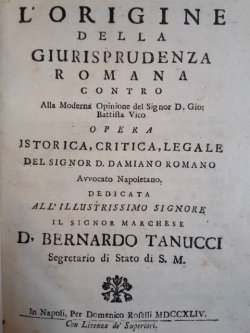 L'ORIGINE
DELLA
GIURISPRUDENZA
ROMANA
CONTRO
Alla Moderna Opinione del Signor D. Gio:
Battista Vico
OPERA
ISTORICA, CRITICA, LEGALE
DEL SIGNOR D. DAMIANO ROMANO
Avvocato Napoletano.
DEDICATA
ALL'ILLUSTRISSIMO SIGNORE
IL SIGNOR MARCHESE
D. BERNARDO TANUCCI
Segretario di Stato di S. M.
In Napoli, Per Domenico Roselli MDCCXLIV.
Con Licenza de' Superiori.